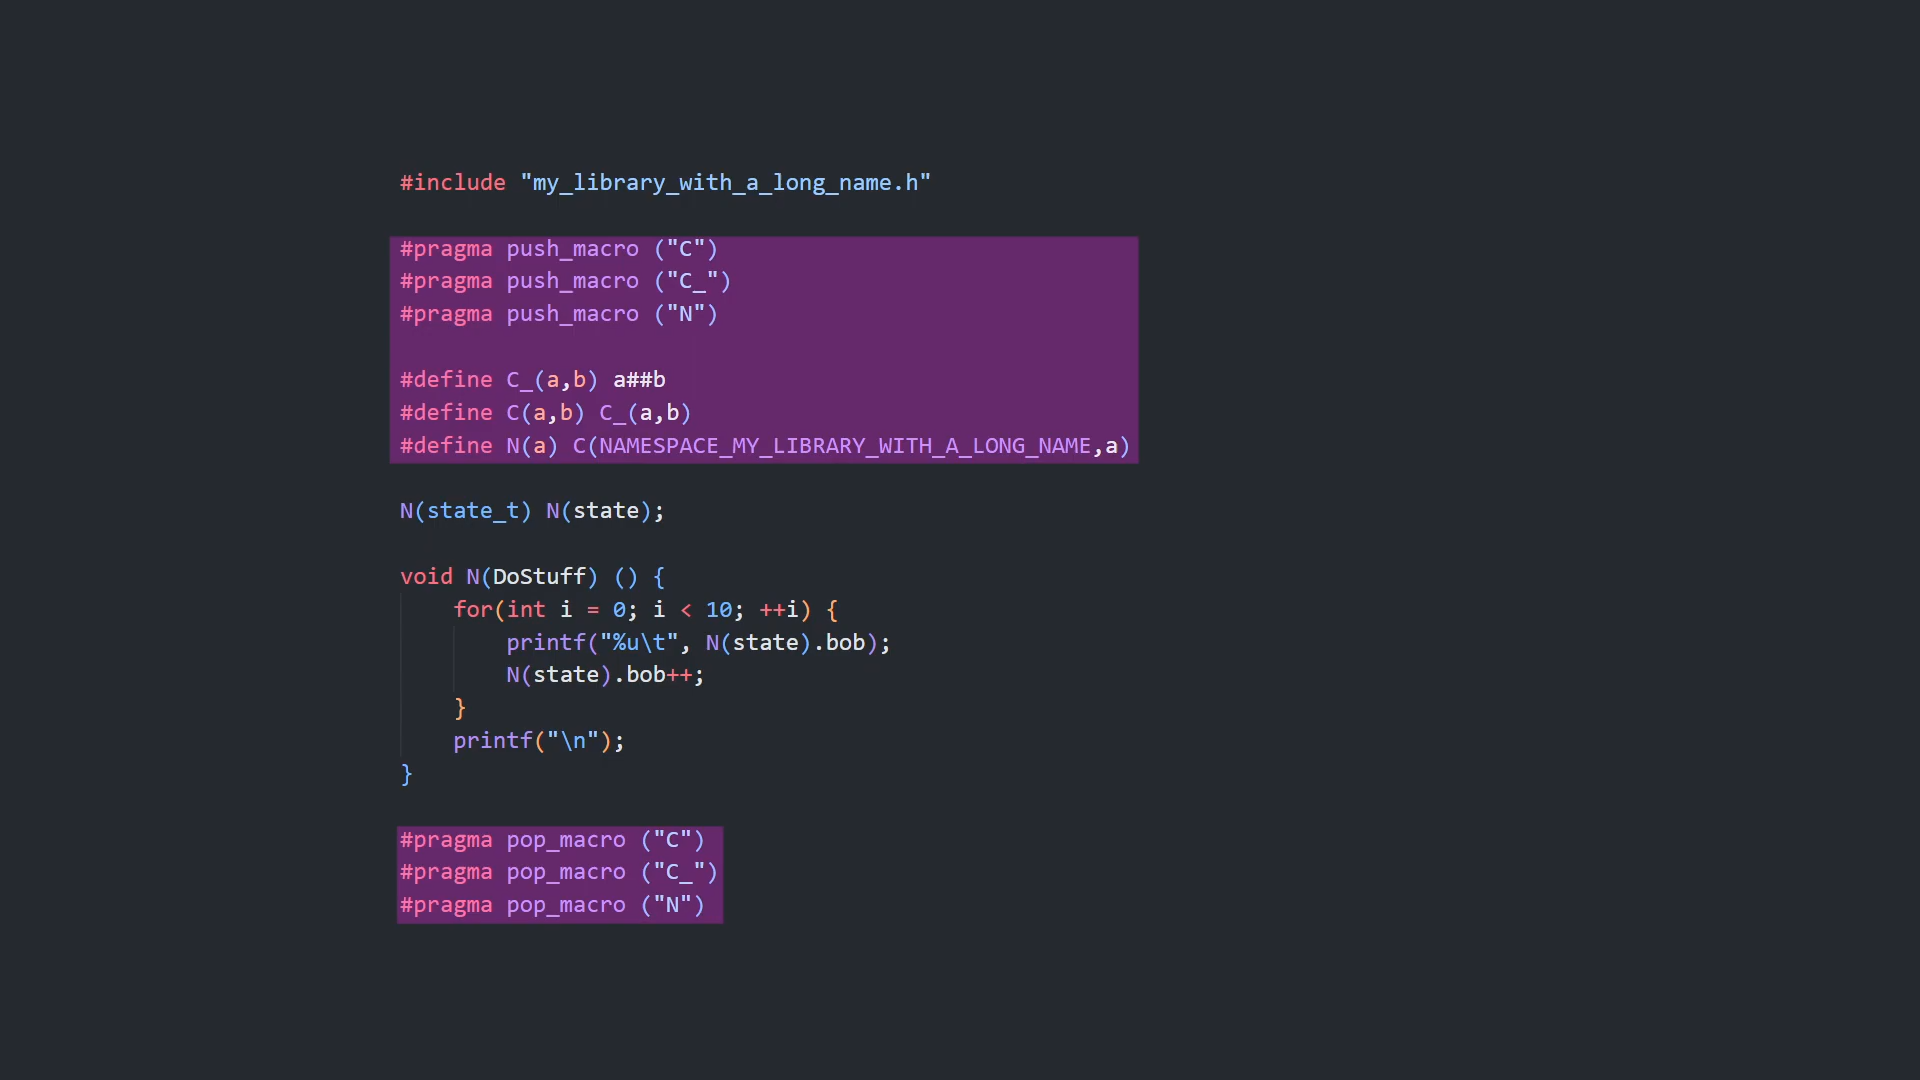 #include "my_library_with_a_long_name.h"
#pragma push_macro ("C")
#pragma push_macro ("C_")
#pragma push_macro ("N")
#define C_(a,b) a##b
#define C(a,b) C_(a,b)
#define N(a) C(NAMESPACE_MY_LIBRARY_WITH_A_LONG_NAME,a)
N(state_t) N(state);
void N(DoStuff) () {
    for(int i = 0; i < 10; ++i) {
        printf("%u\t", N(state).bob);
        N(state).bob++;
    }
    printf("\n");
}
#pragma pop_macro ("C")
#pragma pop_macro ("C_")
#pragma pop_macro ("N")